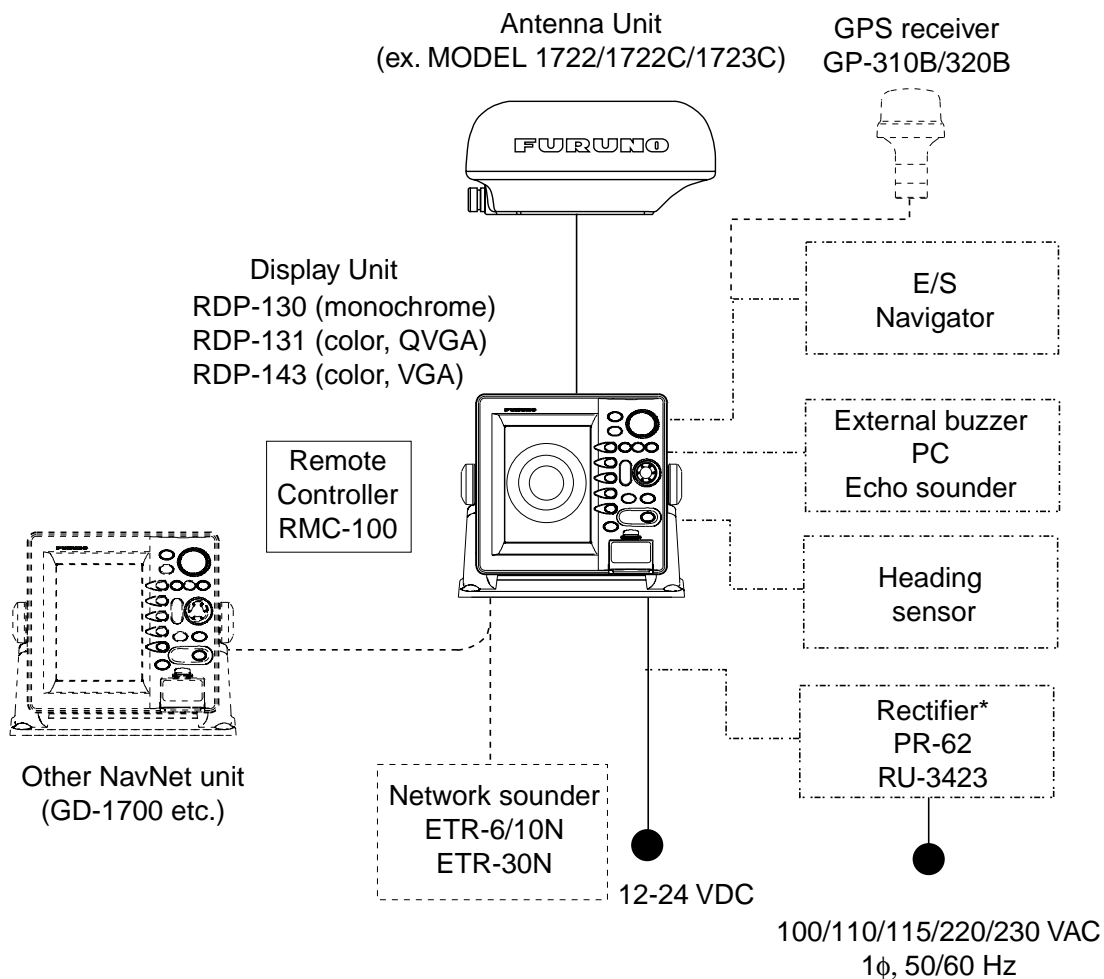 Antenna Unit
(ex. MODEL 1722/1722C/1723C)
GPS receiver
GP-310B/320B
FURUNO
Display Unit
RDP-130 (monochrome)
RDP-131 (color, QVGA)
RDP-143 (color, VGA)
E/S
Navigator
FURUNO
External buzzer
PC
Echo sounder
Remote
Controller
RMC-100
FURUNO
Heading
sensor
Other NavNet unit
(GD-1700 etc.)
Network sounder
ETR-6/10N
ETR-30N
Rectifier*
PR-62
RU-3423
12-24 VDC
100/110/115/220/230 VAC
1ϕ, 50/60 Hz